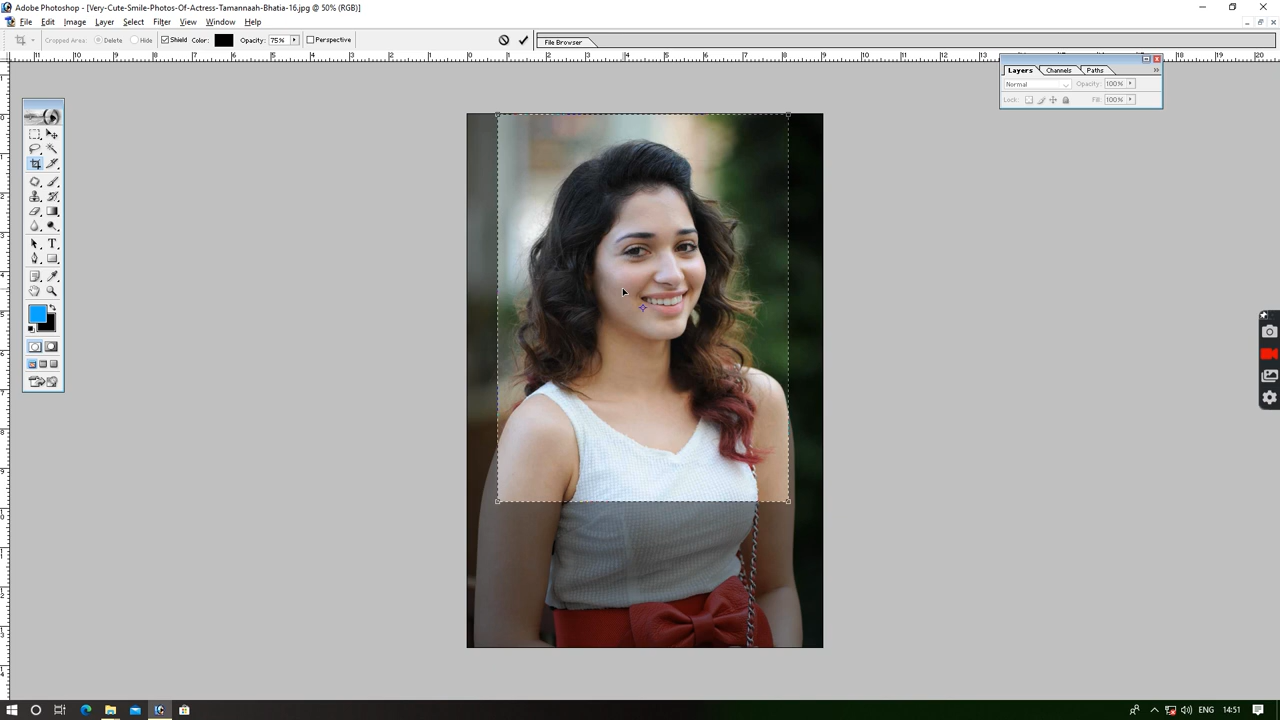 Adobe Photoshop - [Very-Cute-Smile-Photos-Of-Actress-Tamannaah-Bhatia-16.jpg @ 50% (RGB)]
File Edit Image Layer Select Filter View Window Help
Cropped Area: Delete Hide Shield Color: Opacity: 75% Perspective File Browser
Layers Channels Paths
Normal Opacity: 100%
Lock: Fill: 100%
ENG 14:51